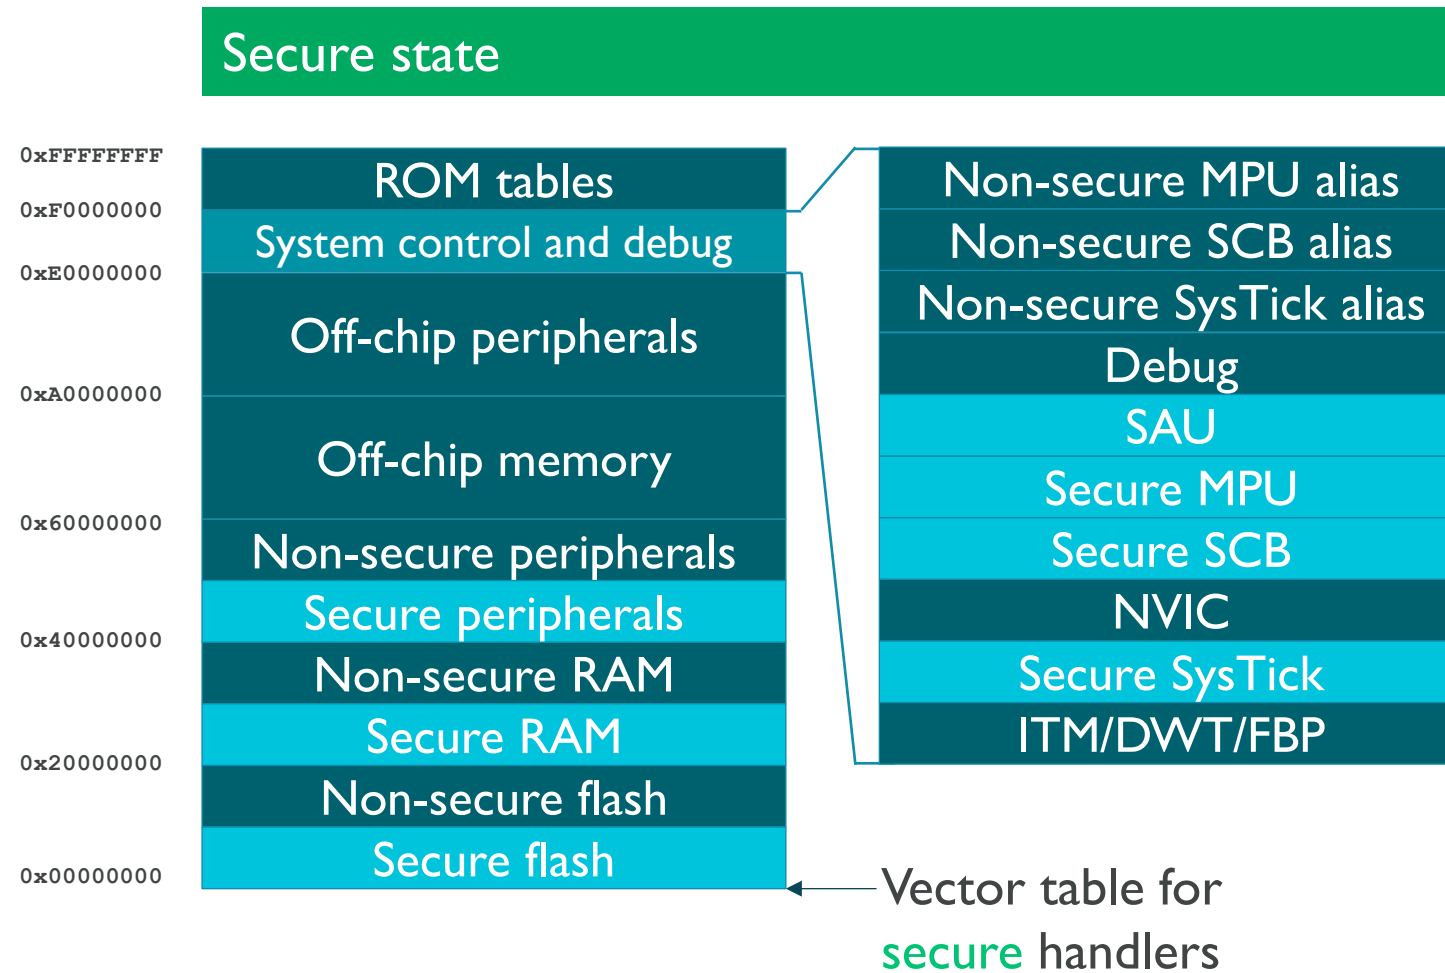 Secure state
0xFFFFFFFF
ROM tables
0xF0000000
System control and debug
0xE0000000
Off-chip peripherals
0xA0000000
Off-chip memory
0x60000000
Non-secure peripherals
Secure peripherals
0x40000000
Non-secure RAM
Secure RAM
0x20000000
Non-secure flash
Secure flash
0x00000000
Non-secure MPU alias
Non-secure SCB alias
Non-secure SysTick alias
Debug
SAU
Secure MPU
Secure SCB
NVIC
Secure SysTick
ITM/DWT/FBP
Vector table for
secure handlers